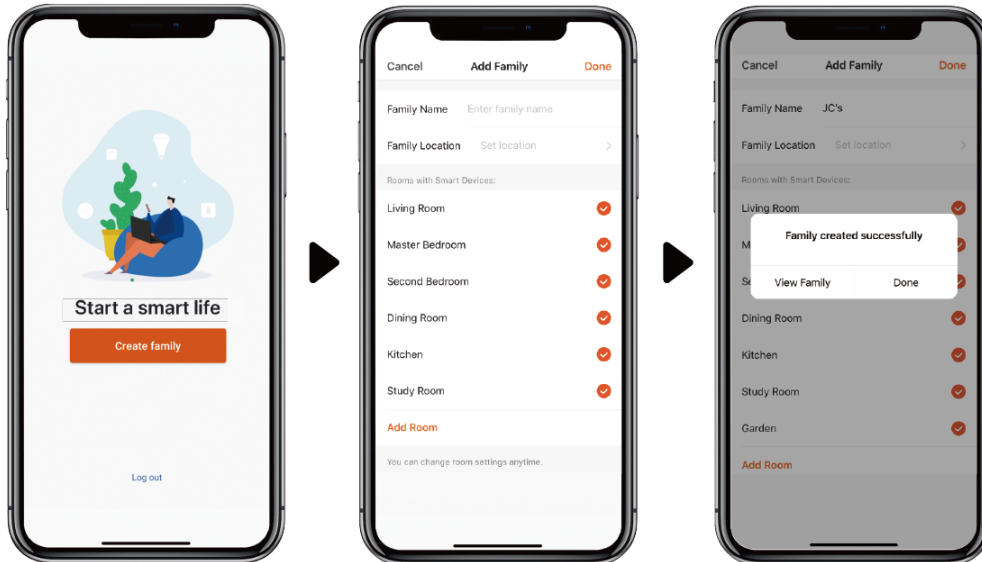 Start a smart life
Create family
Log out
Cancel Add Family Done
Family Name Enter family name
Family Location Set location
Rooms with Smart Devices:
Living Room
Master Bedroom
Second Bedroom
Dining Room
Kitchen
Study Room
Add Room
You can change room settings anytime.
Cancel Add Family Done
Family Name JC's
Family Location Set location
Rooms with Smart Devices:
Living Room
Family created successfully
M
Se
View Family Done
Dining Room
Kitchen
Study Room
Garden
Add Room